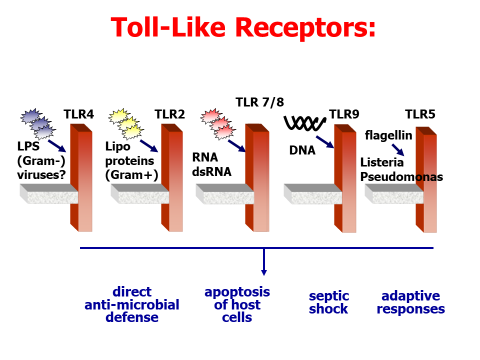 Toll-Like Receptors:
TLR4
LPS
(Gram-)
viruses?
TLR2
Lipo
proteins
(Gram+)
TLR 7/8
RNA
dsRNA
TLR9
DNA
TLR5
flagellin
Listeria
Pseudomonas
direct
anti-microbial
defense
apoptosis
of host
cells
septic
shock
adaptive
responses